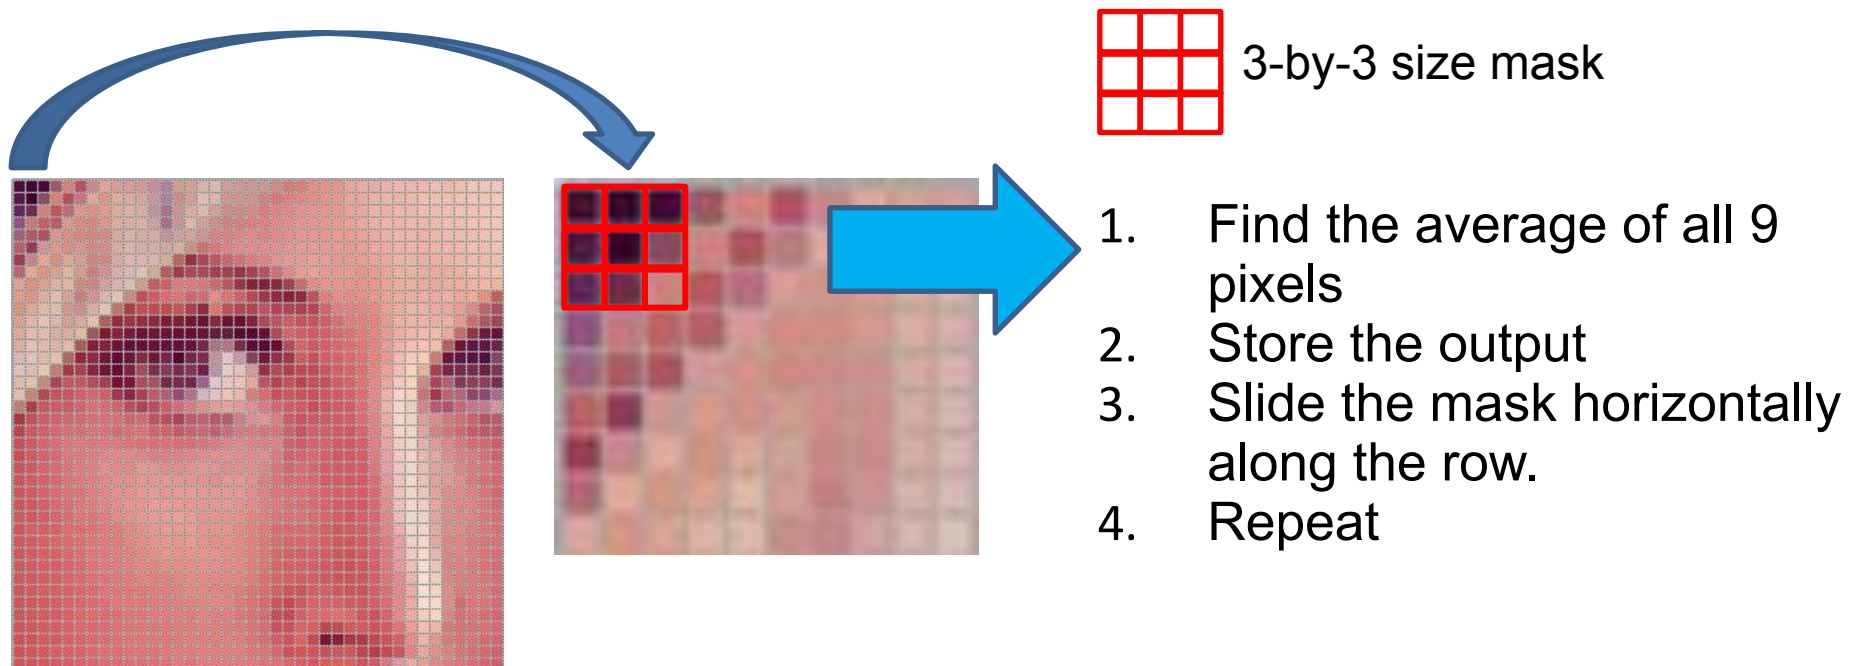 3-by-3 size mask
1. Find the average of all 9
pixels
2. Store the output
3. Slide the mask horizontally
along the row.
4. Repeat